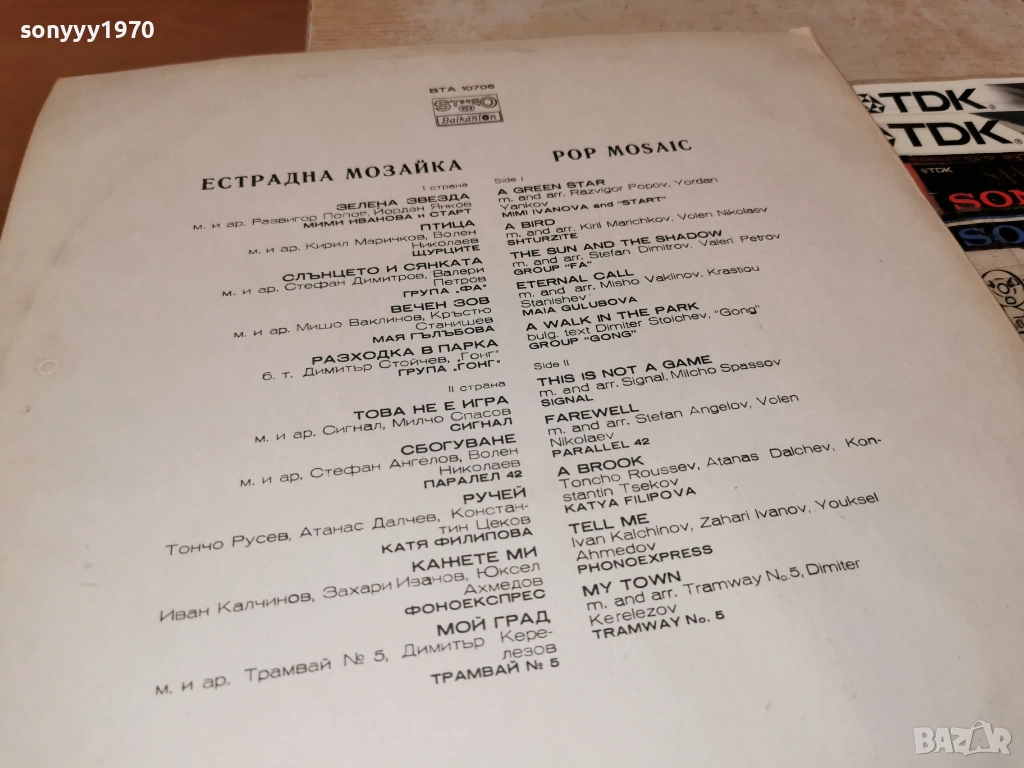 sonyyy1970
ВТА 10706
STEREO
Balkanton
ЕСТРАДНА МОЗАЙКА
I страна
ЗЕЛЕНА ЗВЕЗДА
м. и ар. Развигор Попов, Йордан Янков
МИМИ ИВАНОВА и СТАРТ
ПТИЦА
м. и ар. Кирил Маричков, Волен
Николаев
ЩУРЦИТЕ
СЛЪНЦЕТО И СЯНКАТА
м. и ар. Стефан Димитров, Валери
Петров
ГРУПА „ФА"
ВЕЧЕН ЗОВ
м. и ар. Мишо Ваклинов, Кръстю
Станишев
МАЯ ГЪЛЪБОВА
РАЗХОДКА В ПАРКА
б. т. Димитър Стойчев, „Гонг"
ГРУПА „ГОНГ"
II страна
ТОВА НЕ Е ИГРА
м. и ар. Сигнал, Милчо Спасов
СИГНАЛ
СБОГУВАНЕ
м. и ар. Стефан Ангелов, Волен
Николаев
ПАРАЛЕЛ 42
РУЧЕЙ
Тончо Русев, Атанас Далчев, Констан-
тин Цеков
КАТЯ ФИЛИПОВА
КАЖЕТЕ МИ
Иван Калчинов, Захари Иванов, Юксел
Ахмедов
ФОНОЕКСПРЕС
МОЙ ГРАД
м. и ар. Трамвай № 5, Димитър Кере-
лезов
ТРАМВАЙ № 5
POP MOSAIC
Side I
A GREEN STAR
m. and arr. Razvigor Popov, Yordan
Yankov
MIMI IVANOVA and "START"
A BIRD
m. and arr. Kiril Marichkov, Volen Nikolaev
SHTURZITE
THE SUN AND THE SHADOW
m. and arr. Stefan Dimitrov, Valeri Petrov
GROUP "FA"
ETERNAL CALL
m. and arr. Misho Vaklinov, Krastiou
Stanishev
MAIA GULUBOVA
A WALK IN THE PARK
bulg. text Dimiter Stoichev, "Gong"
GROUP "GONG"
Side II
THIS IS NOT A GAME
m. and arr. Signal, Milcho Spassov
SIGNAL
FAREWELL
m. and arr. Stefan Angelov, Volen
Nikolaev
PARALLEL 42
A BROOK
Toncho Roussev, Atanas Dalchev, Kon-
stantin Tsekov
KATYA FILIPOVA
TELL ME
Ivan Kalchinov, Zahari Ivanov, Youksel
Ahmedov
PHONOEXPRESS
MY TOWN
m. and arr. Tramway No. 5, Dimiter
Kerelezov
TRAMWAY No. 5
TDK
TDK
TDK
BAZAR